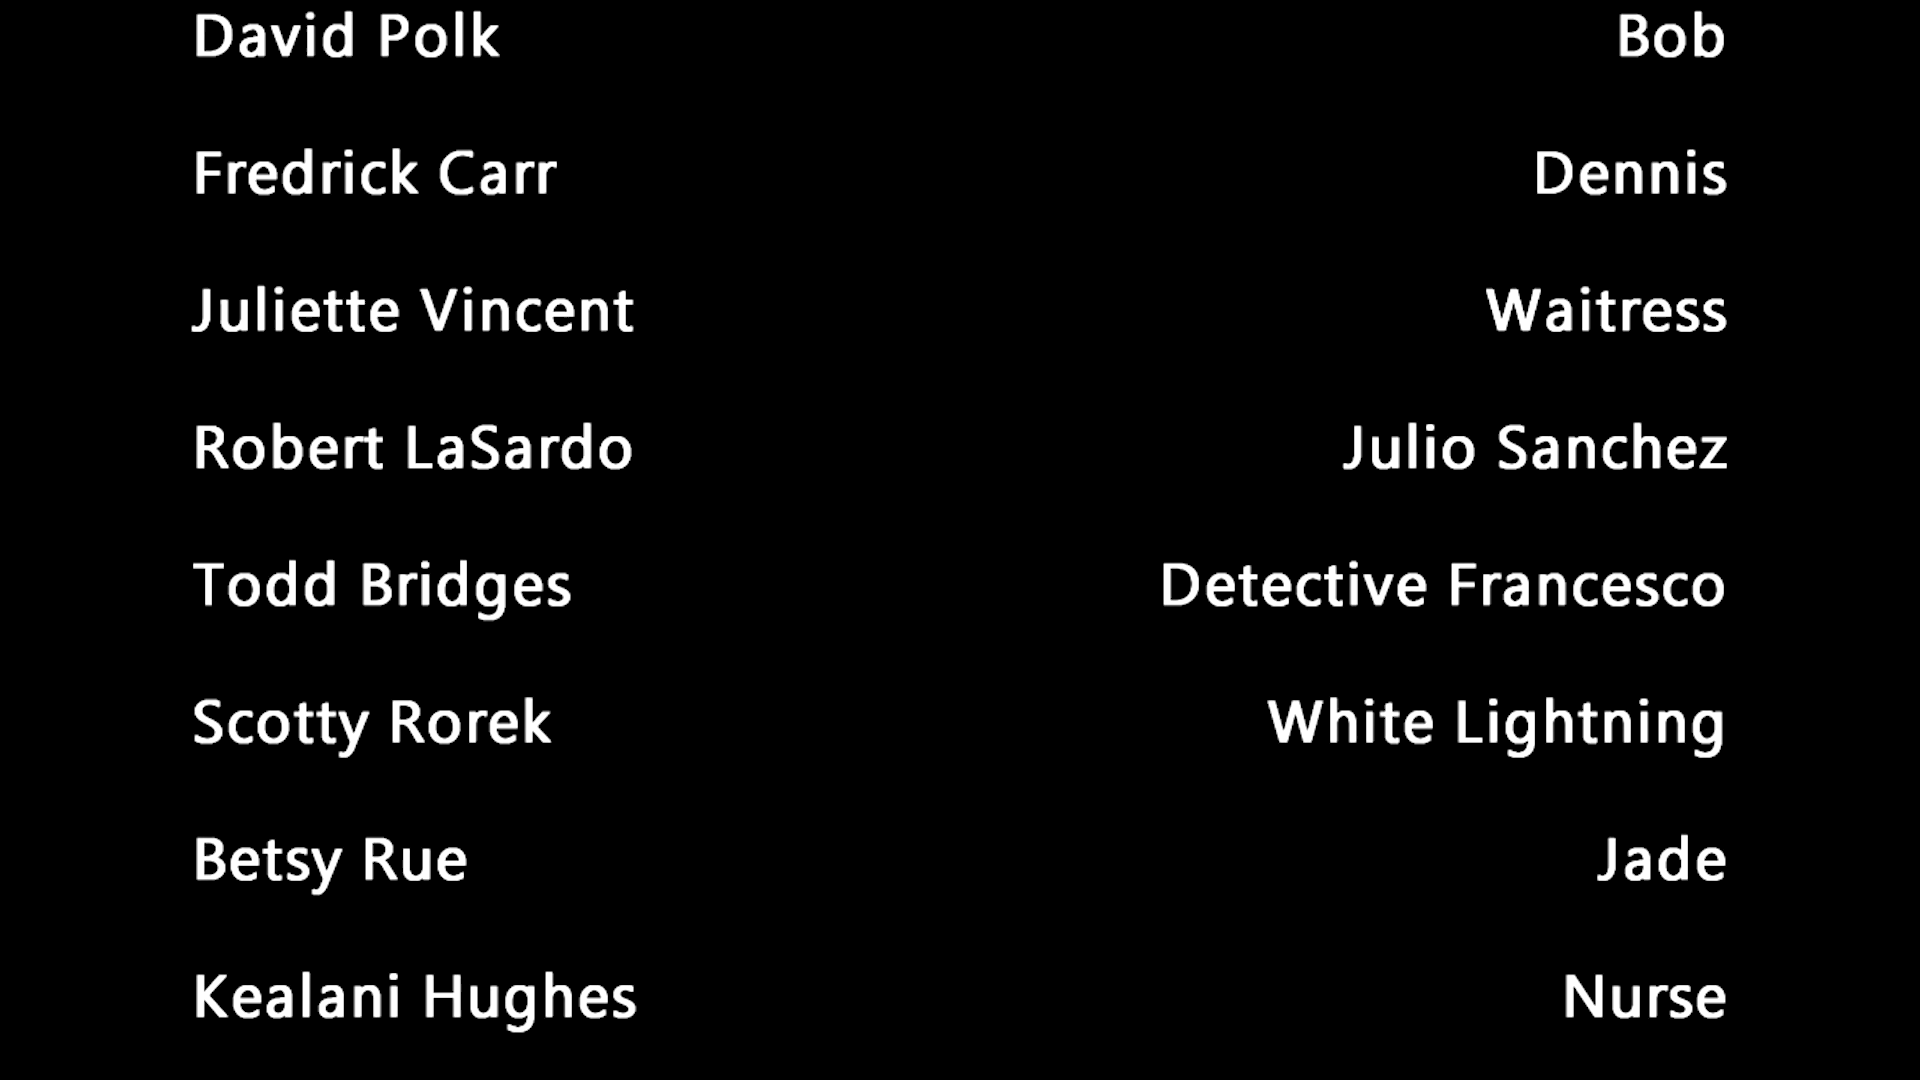 David Polk Bob
Fredrick Carr Dennis
Juliette Vincent Waitress
Robert LaSardo Julio Sanchez
Todd Bridges Detective Francesco
Scotty Rorek White Lightning
Betsy Rue Jade
Kealani Hughes Nurse